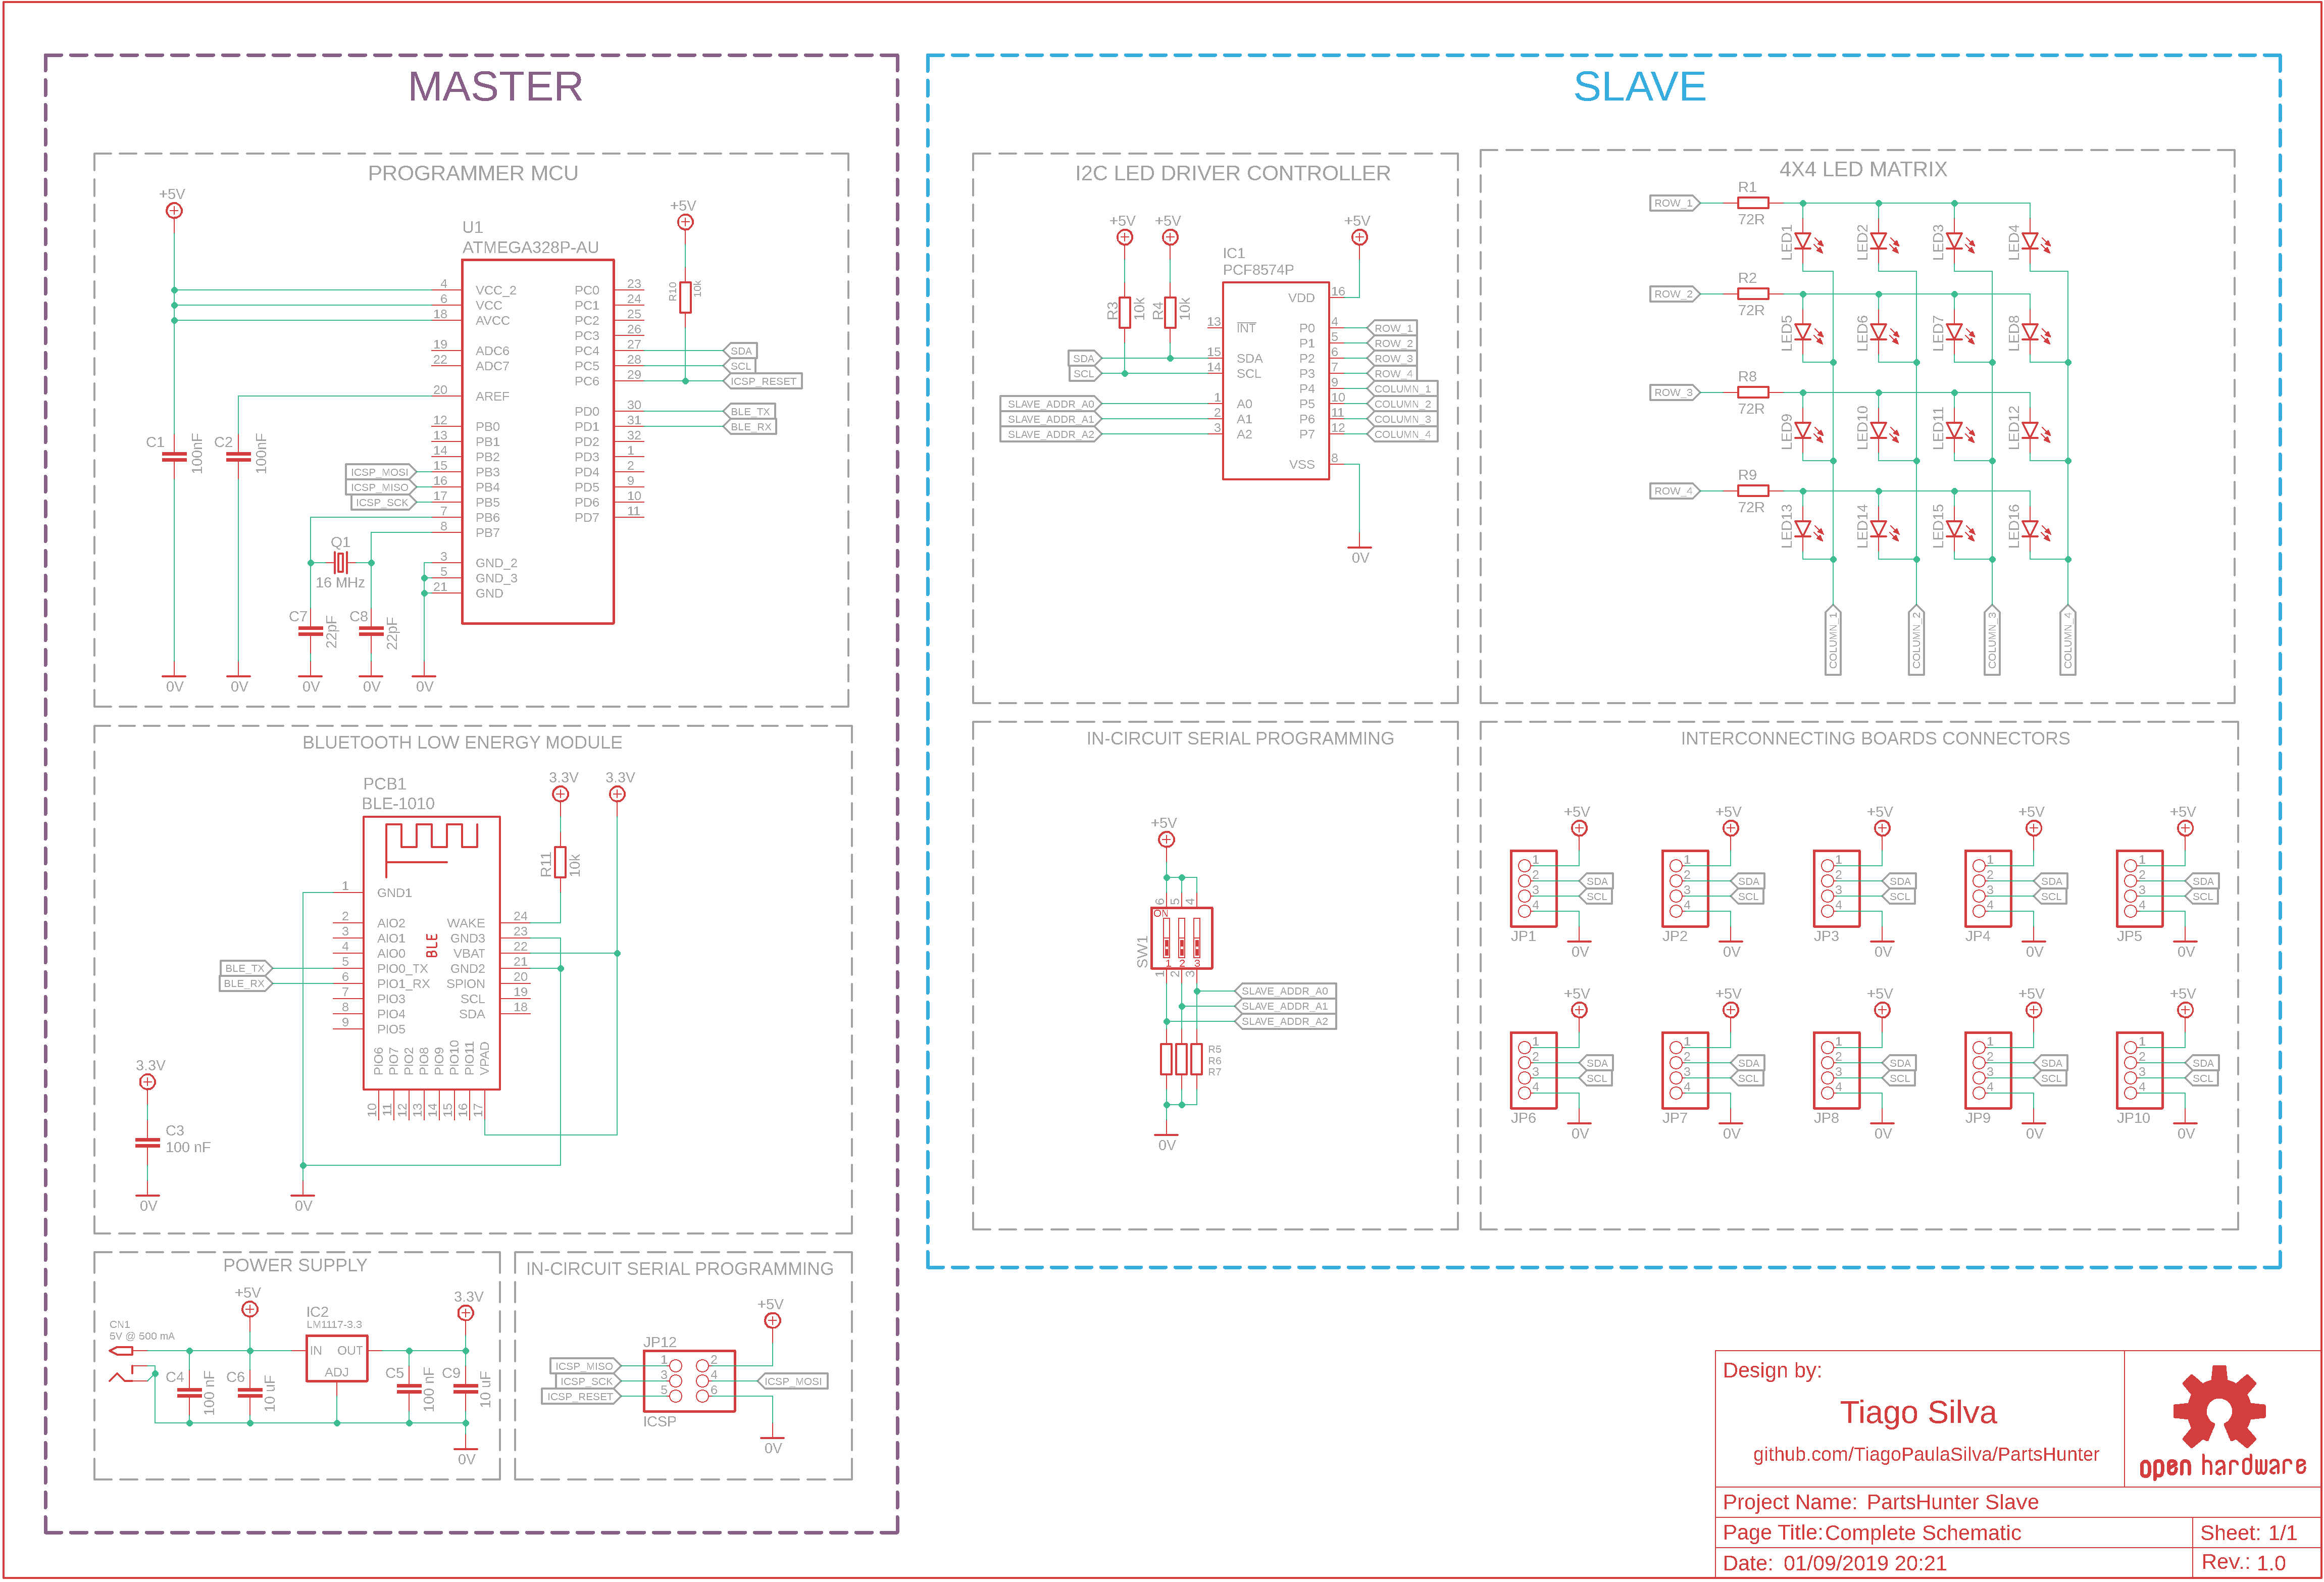 MASTER
PROGRAMMER MCU
+5V
U1
ATMEGA328P-AU
+5V
R10
10k
4 VCC_2
6 VCC
18 AVCC
19 ADC6
22 ADC7
20 AREF
12 PB0
13 PB1
14 PB2
ICSP_MOSI 15 PB3
ICSP_MISO 16 PB4
ICSP_SCK 17 PB5
7 PB6
8 PB7
3 GND_2
5 GND_3
21 GND
PC0 23
PC1 24
PC2 25
PC3 26
PC4 27 SDA
PC5 28 SCL
PC6 29 ICSP_RESET
PD0 30 BLE_TX
PD1 31 BLE_RX
PD2 32
PD3 1
PD4 2
PD5 9
PD6 10
PD7 11
C1 100nF
C2 100nF
Q1
16 MHz
C7 22pF
C8 22pF
0V 0V 0V 0V 0V
BLUETOOTH LOW ENERGY MODULE
PCB1
BLE-1010
3.3V 3.3V
R11 10k
BLE
1 GND1
2 AIO2
3 AIO1
4 AIO0
BLE_TX 5 PIO0_TX
BLE_RX 6 PIO1_RX
7 PIO3
8 PIO4
9 PIO5
WAKE 24
GND3 23
VBAT 22
GND2 21
SPION 20
SCL 19
SDA 18
PIO6 PIO7 PIO2 PIO8 PIO9 PIO10 PIO11 VPAD
10 11 12 13 14 15 16 17
3.3V
C3
100 nF
0V 0V
POWER SUPPLY
CN1
5V @ 500 mA
+5V
IC2
LM1117-3.3
3.3V
IN OUT
ADJ
C4 100 nF
C6 10 uF
C5 100 nF
C9 10 uF
0V
IN-CIRCUIT SERIAL PROGRAMMING
+5V
JP12
ICSP_MISO 1 2
ICSP_SCK 3 4 ICSP_MOSI
ICSP_RESET 5 6
ICSP
0V
SLAVE
I2C LED DRIVER CONTROLLER
+5V +5V +5V
IC1
PCF8574P
R3 10k
R4 10k
13 INT
SDA 15 SDA
SCL 14 SCL
SLAVE_ADDR_A0 1 A0
SLAVE_ADDR_A1 2 A1
SLAVE_ADDR_A2 3 A2
VDD 16
P0 4 ROW_1
P1 5 ROW_2
P2 6 ROW_3
P3 7 ROW_4
P4 9 COLUMN_1
P5 10 COLUMN_2
P6 11 COLUMN_3
P7 12 COLUMN_4
VSS 8
0V
4X4 LED MATRIX
ROW_1 R1 72R
LED1 LED2 LED3 LED4
ROW_2 R2 72R
LED5 LED6 LED7 LED8
ROW_3 R8 72R
LED9 LED10 LED11 LED12
ROW_4 R9 72R
LED13 LED14 LED15 LED16
COLUMN_1 COLUMN_2 COLUMN_3 COLUMN_4
IN-CIRCUIT SERIAL PROGRAMMING
+5V
6 5 4
ON
SW1
1 2 3
1 2 3
SLAVE_ADDR_A0
SLAVE_ADDR_A1
SLAVE_ADDR_A2
R5
R6
R7
0V
INTERCONNECTING BOARDS CONNECTORS
+5V +5V +5V +5V +5V
1 1 1 1 1
2 SDA 2 SDA 2 SDA 2 SDA 2 SDA
3 SCL 3 SCL 3 SCL 3 SCL 3 SCL
4 4 4 4 4
JP1 JP2 JP3 JP4 JP5
0V 0V 0V 0V 0V
+5V +5V +5V +5V +5V
1 1 1 1 1
2 SDA 2 SDA 2 SDA 2 SDA 2 SDA
3 SCL 3 SCL 3 SCL 3 SCL 3 SCL
4 4 4 4 4
JP6 JP7 JP8 JP9 JP10
0V 0V 0V 0V 0V
Design by:
Tiago Silva
github.com/TiagoPaulaSilva/PartsHunter
open hardware
Project Name: PartsHunter Slave
Page Title: Complete Schematic
Sheet: 1/1
Date: 01/09/2019 20:21
Rev.: 1.0